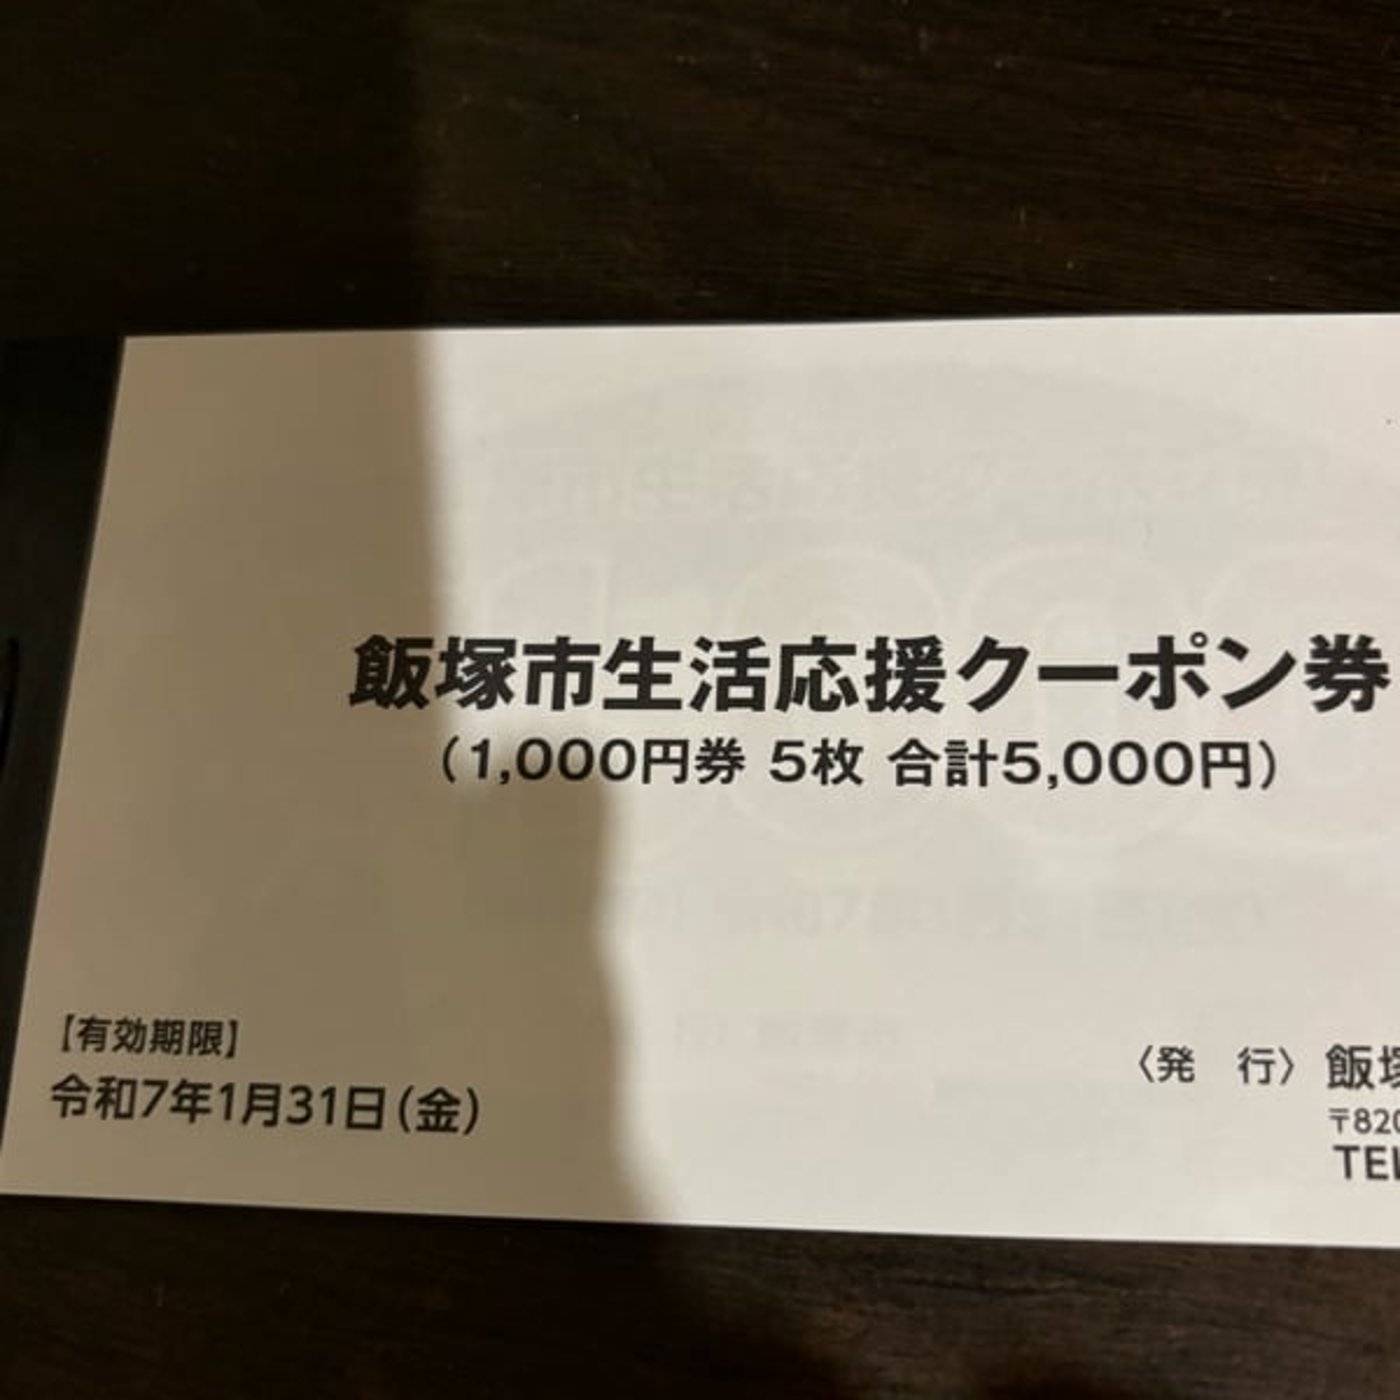 飯塚市生活応援クーポン券
（1,000円券 5枚 合計5,000円）
【有効期限】
令和7年1月31日（金）
〈発 行〉 飯塚
〒820
TEL